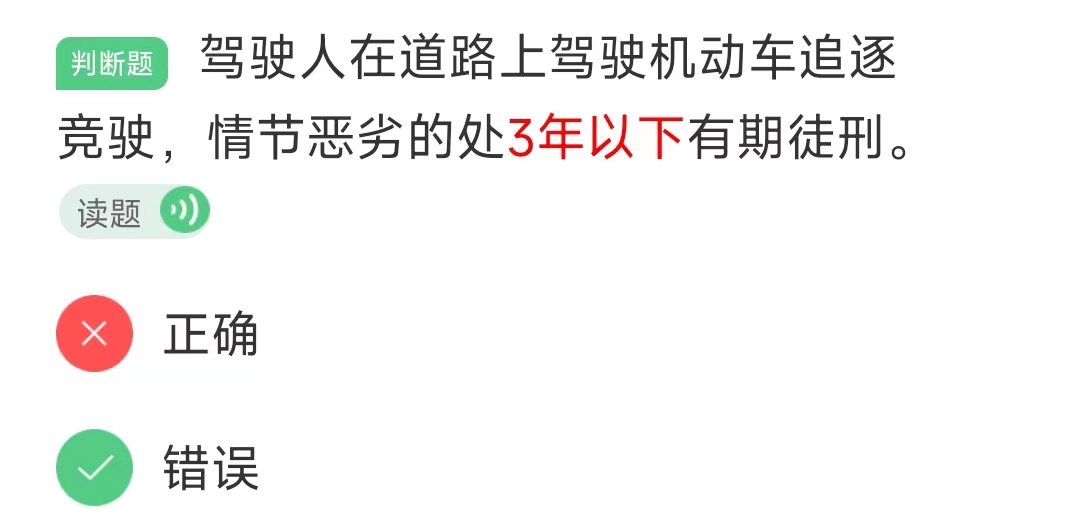 判断题 驾驶人在道路上驾驶机动车追逐
竞驶，情节恶劣的处3年以下有期徒刑。
读题
正确
错误